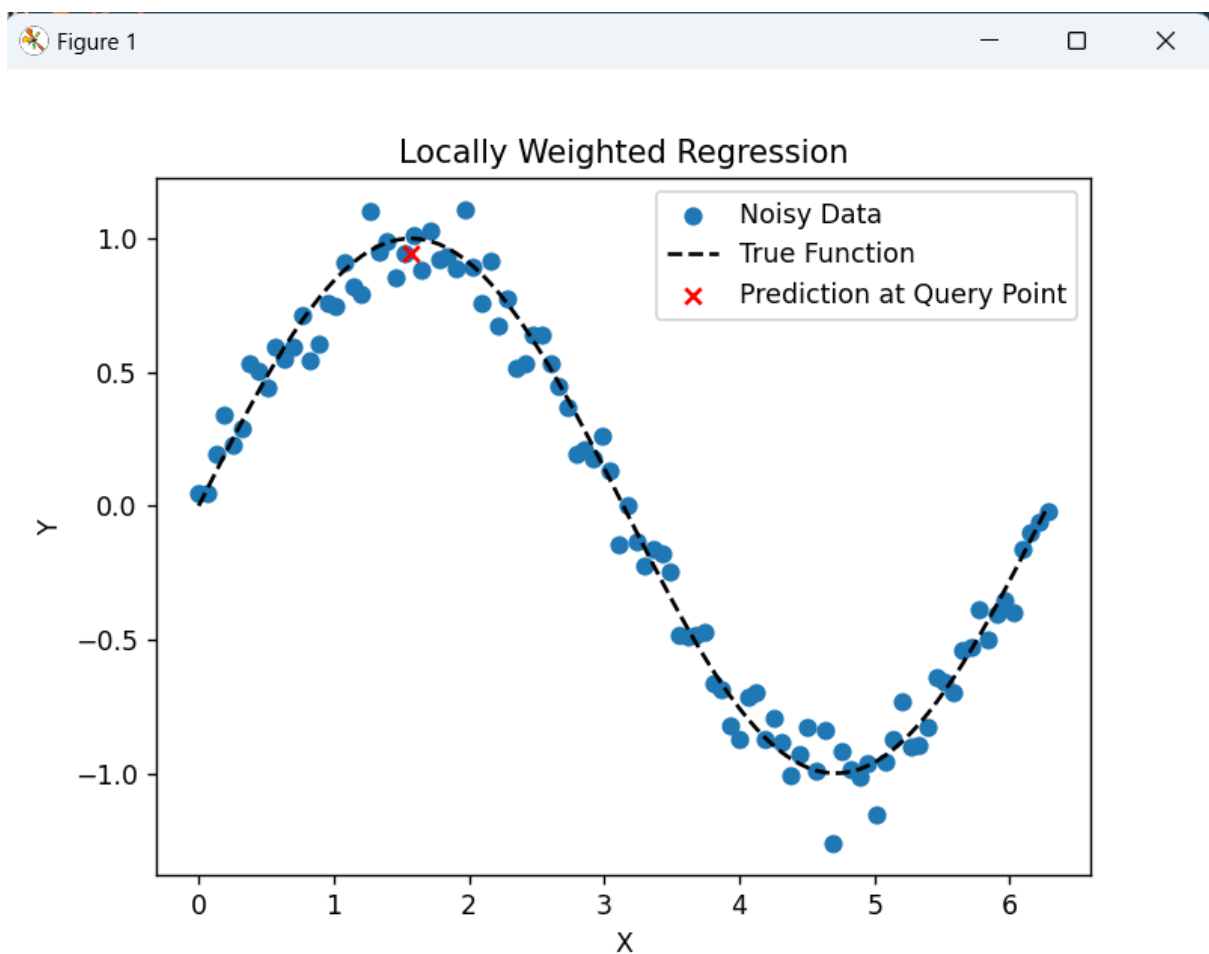 Figure 1
Locally Weighted Regression
Noisy Data
True Function
Prediction at Query Point
1.0
0.5
0.0
−0.5
−1.0
Y
0 1 2 3 4 5 6
X